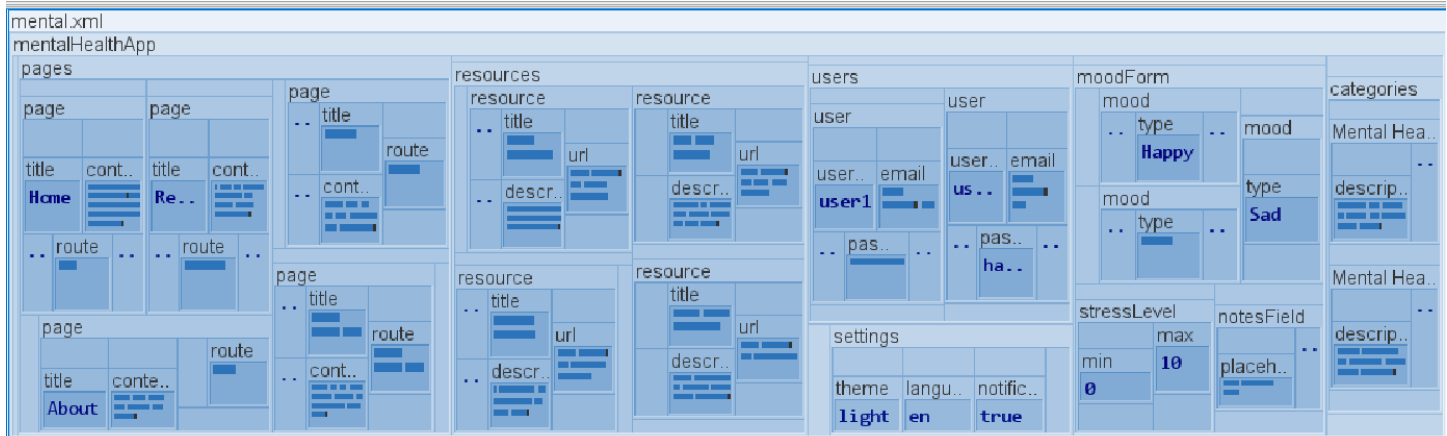 mental.xml
mentalHealthApp
pages
page
title
Home
cont..
..
route
..
page
title
Re..
cont..
..
route
..
page
..
title
..
cont..
route
page
title
About
conte..
route
page
..
title
..
cont..
route
resources
resource
..
title
..
descr..
url
resource
title
descr..
url
resource
..
title
..
descr..
url
resource
title
descr..
url
users
user
user..
user1
email
..
pas..
..
user
user..
us..
email
..
pas..
ha..
..
settings
theme
light
langu..
en
notific..
true
moodForm
mood
..
type
Happy
..
mood
..
type
..
mood
type
Sad
stressLevel
min
0
max
10
notesField
placeh..
..
categories
Mental Hea..
descrip..
..
Mental Hea..
descrip..
..